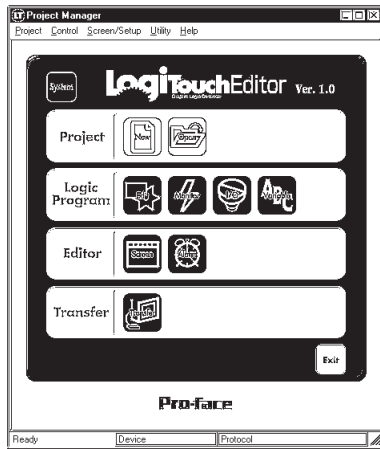 Project Manager
Project Control Screen/Setup Utility Help
System LogiTouchEditor Ver. 1.0
Project New Open
Logic Program Edit Monitor I/O Variable
Editor Screen Alarm
Transfer Transfer
Exit
Pro-face
Ready Device Protocol